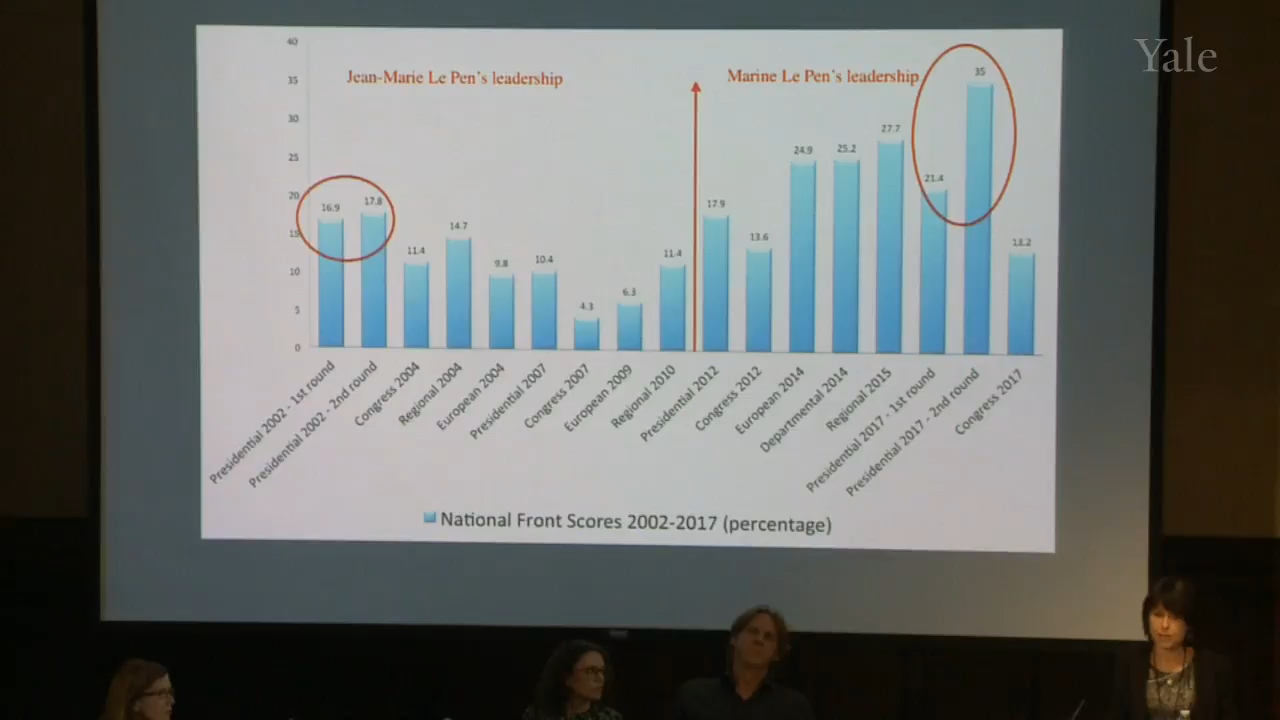 Yale
Jean-Marie Le Pen's leadership
Marine Le Pen's leadership
40
35
30
25
20
15
10
5
0
16.9
17.8
11.4
14.7
9.8
10.4
4.3
6.3
11.4
17.9
13.6
24.9
25.2
27.7
21.4
35
13.2
Presidential 2002 - 1st round
Presidential 2002 - 2nd round
Congress 2004
Regional 2004
European 2004
Presidential 2007
Congress 2007
European 2009
Regional 2010
Presidential 2012
Congress 2012
European 2014
Departmental 2014
Regional 2015
Presidential 2017 - 1st round
Presidential 2017 - 2nd round
Congress 2017
National Front Scores 2002-2017 (percentage)